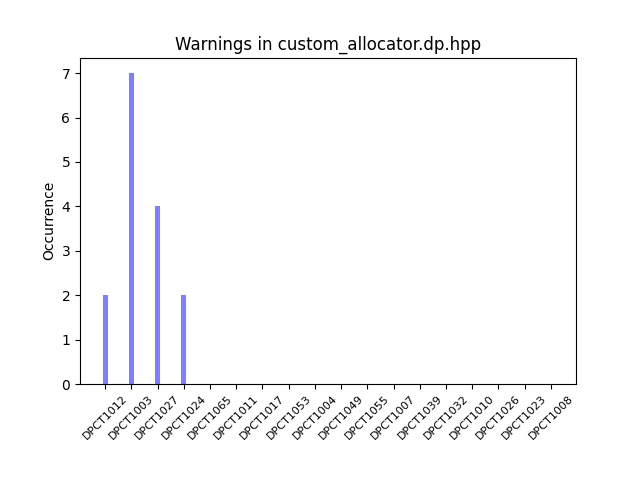 Warnings in custom_allocator.dp.hpp
Occurrence
7
6
5
4
3
2
1
0
DPCT1012
DPCT1003
DPCT1027
DPCT1024
DPCT1065
DPCT1011
DPCT1017
DPCT1053
DPCT1004
DPCT1049
DPCT1055
DPCT1007
DPCT1039
DPCT1032
DPCT1010
DPCT1026
DPCT1023
DPCT1008